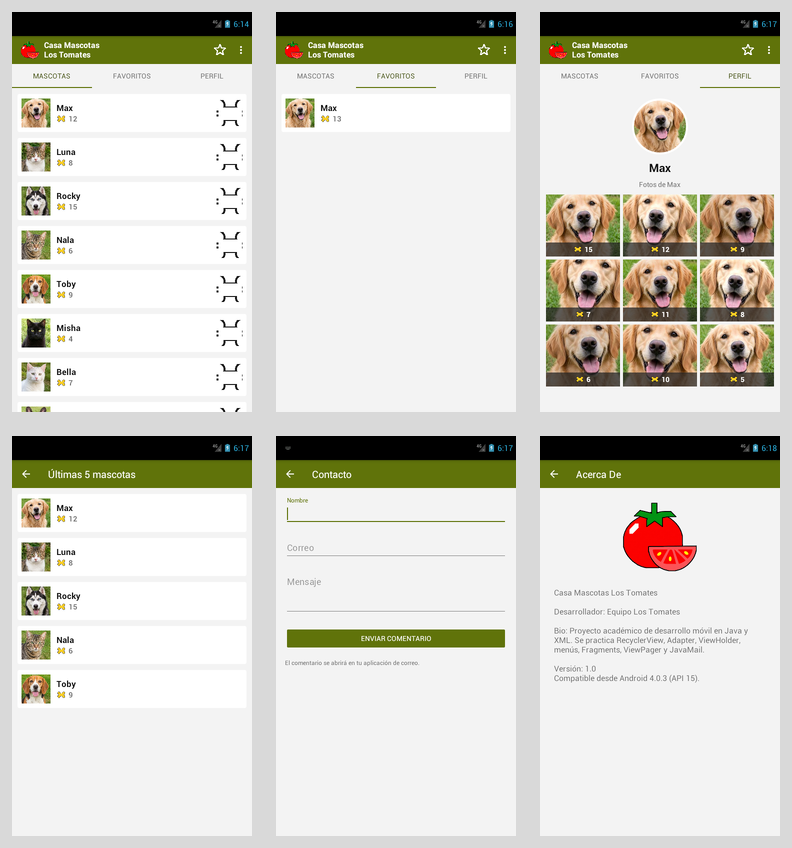 6:14
Casa Mascotas
Los Tomates
MASCOTAS FAVORITOS PERFIL
Max
12
Luna
8
Rocky
15
Nala
6
Toby
9
Misha
4
Bella
7
6:16
Casa Mascotas
Los Tomates
MASCOTAS FAVORITOS PERFIL
Max
13
6:17
Casa Mascotas
Los Tomates
MASCOTAS FAVORITOS PERFIL
Max
Fotos de Max
15 12 9
7 11 8
6 10 5
6:17
Últimas 5 mascotas
Max
12
Luna
8
Rocky
15
Nala
6
Toby
9
6:17
Contacto
Nombre
Correo
Mensaje
ENVIAR COMENTARIO
El comentario se abrirá en tu aplicación de correo.
6:18
Acerca De
Casa Mascotas Los Tomates
Desarrollador: Equipo Los Tomates
Bio: Proyecto académico de desarrollo móvil en Java y
XML. Se practica RecyclerView, Adapter, ViewHolder,
menús, Fragments, ViewPager y JavaMail.
Versión: 1.0
Compatible desde Android 4.0.3 (API 15).